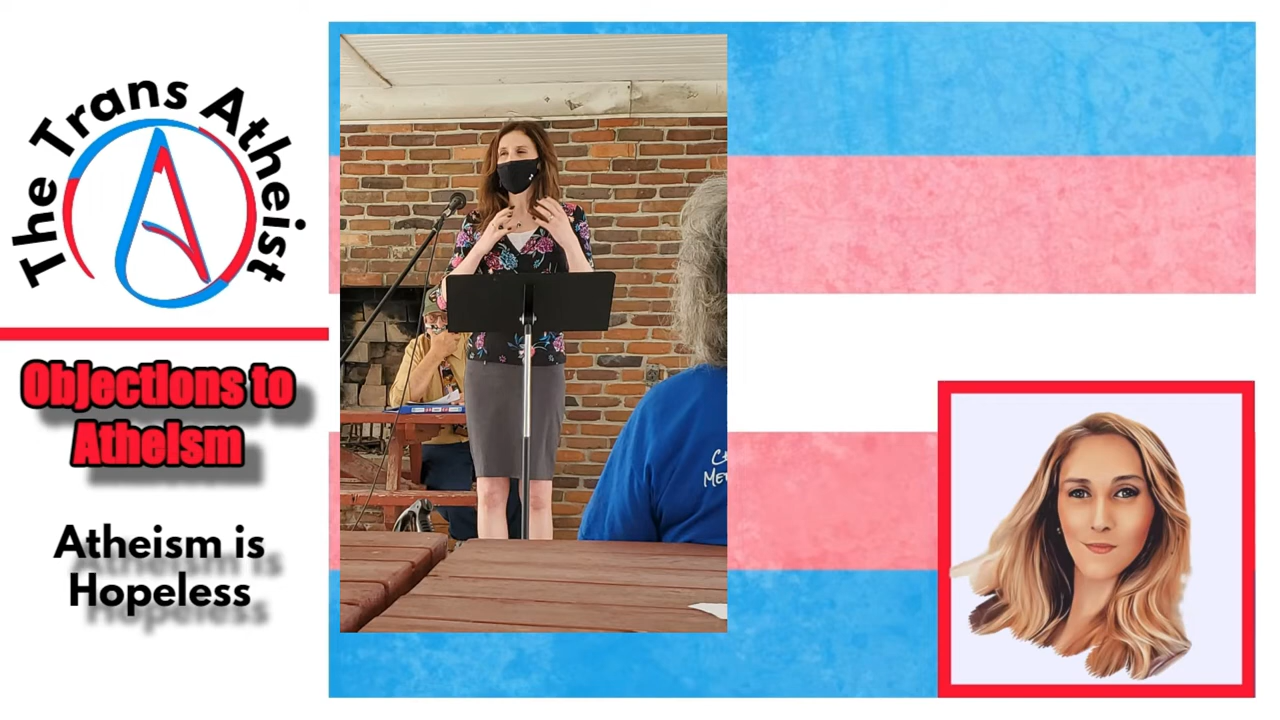 The Trans Atheist
Objections to
Atheism
Atheism is
Hopeless